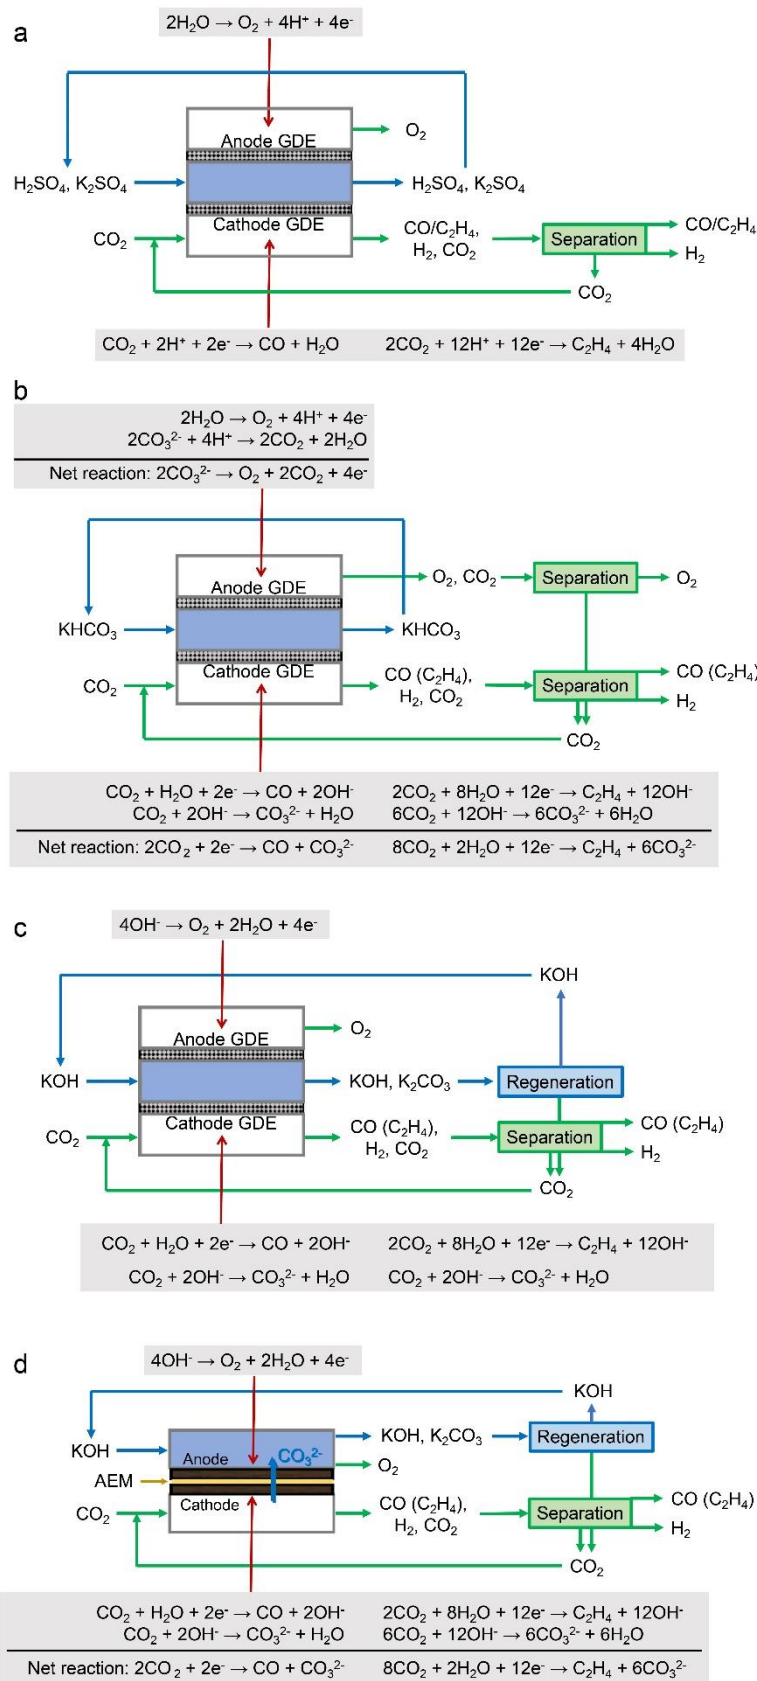 a
2H₂O → O₂ + 4H⁺ + 4e⁻
Anode GDE
O₂
H₂SO₄, K₂SO₄
H₂SO₄, K₂SO₄
Cathode GDE
CO₂
CO/C₂H₄,
H₂, CO₂
Separation
CO/C₂H₄
H₂
CO₂
CO₂ + 2H⁺ + 2e⁻ → CO + H₂O
2CO₂ + 12H⁺ + 12e⁻ → C₂H₄ + 4H₂O
b
2H₂O → O₂ + 4H⁺ + 4e⁻
2CO₃²⁻ + 4H⁺ → 2CO₂ + 2H₂O
Net reaction: 2CO₃²⁻ → O₂ + 2CO₂ + 4e⁻
Anode GDE
O₂, CO₂
Separation
O₂
KHCO₃
KHCO₃
Cathode GDE
CO₂
CO (C₂H₄),
H₂, CO₂
Separation
CO (C₂H₄)
H₂
CO₂
CO₂ + H₂O + 2e⁻ → CO + 2OH⁻
2CO₂ + 8H₂O + 12e⁻ → C₂H₄ + 12OH⁻
CO₂ + 2OH⁻ → CO₃²⁻ + H₂O
6CO₂ + 12OH⁻ → 6CO₃²⁻ + 6H₂O
Net reaction: 2CO₂ + 2e⁻ → CO + CO₃²⁻
8CO₂ + 2H₂O + 12e⁻ → C₂H₄ + 6CO₃²⁻
c
4OH⁻ → O₂ + 2H₂O + 4e⁻
KOH
Anode GDE
O₂
KOH
KOH, K₂CO₃
Regeneration
Cathode GDE
CO₂
CO (C₂H₄),
H₂, CO₂
Separation
CO (C₂H₄)
H₂
CO₂
CO₂ + H₂O + 2e⁻ → CO + 2OH⁻
2CO₂ + 8H₂O + 12e⁻ → C₂H₄ + 12OH⁻
CO₂ + 2OH⁻ → CO₃²⁻ + H₂O
CO₂ + 2OH⁻ → CO₃²⁻ + H₂O
d
4OH⁻ → O₂ + 2H₂O + 4e⁻
KOH
KOH
Anode
CO₃²⁻
KOH, K₂CO₃
Regeneration
O₂
AEM
Cathode
CO₂
CO (C₂H₄),
H₂, CO₂
Separation
CO (C₂H₄)
H₂
CO₂
CO₂ + H₂O + 2e⁻ → CO + 2OH⁻
2CO₂ + 8H₂O + 12e⁻ → C₂H₄ + 12OH⁻
CO₂ + 2OH⁻ → CO₃²⁻ + H₂O
6CO₂ + 12OH⁻ → 6CO₃²⁻ + 6H₂O
Net reaction: 2CO₂ + 2e⁻ → CO + CO₃²⁻
8CO₂ + 2H₂O + 12e⁻ → C₂H₄ + 6CO₃²⁻